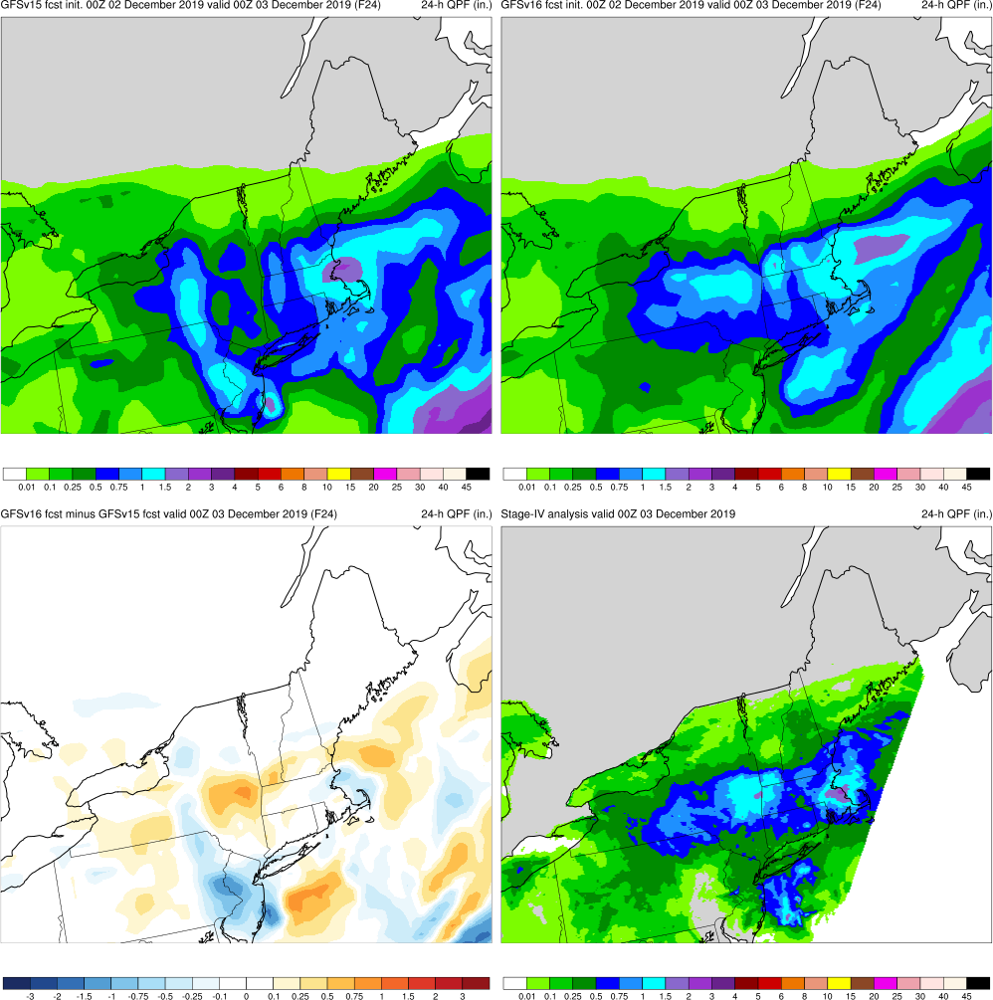 GFSv15 fcst init. 00Z 02 December 2019 valid 00Z 03 December 2019 (F24) 24-h QPF (in.)
GFSv16 fcst init. 00Z 02 December 2019 valid 00Z 03 December 2019 (F24) 24-h QPF (in.)
0.01 0.1 0.25 0.5 0.75 1 1.5 2 3 4 5 6 8 10 15 20 25 30 40 45
0.01 0.1 0.25 0.5 0.75 1 1.5 2 3 4 5 6 8 10 15 20 25 30 40 45
GFSv16 fcst minus GFSv15 fcst valid 00Z 03 December 2019 (F24) 24-h QPF (in.)
Stage-IV analysis valid 00Z 03 December 2019 24-h QPF (in.)
-3 -2 -1.5 -1 -0.75 -0.5 -0.25 -0.1 0 0.1 0.25 0.5 0.75 1 1.5 2 3
0.01 0.1 0.25 0.5 0.75 1 1.5 2 3 4 5 6 8 10 15 20 25 30 40 45